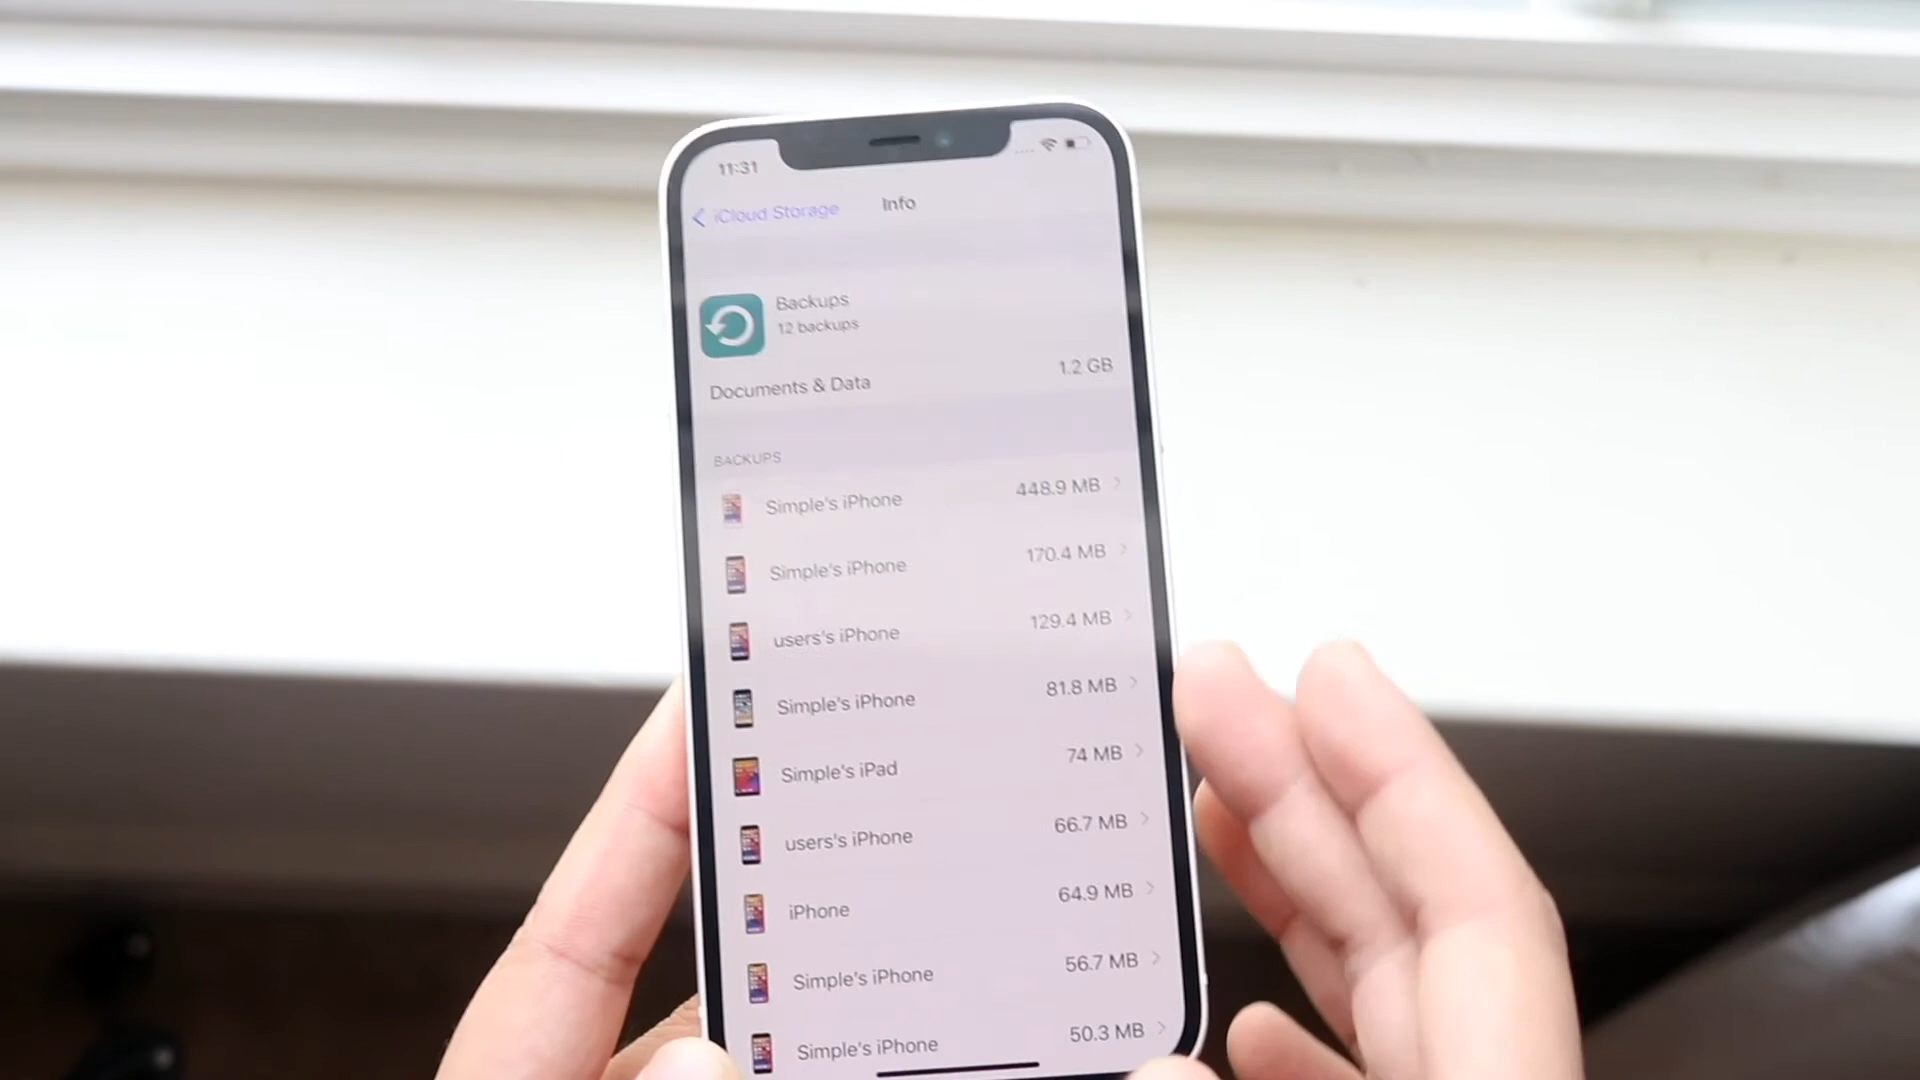 11:31
iCloud Storage Info
Backups
12 backups
Documents & Data 1.2 GB
BACKUPS
Simple's iPhone 448.9 MB
Simple's iPhone 170.4 MB
users's iPhone 129.4 MB
Simple's iPhone 81.8 MB
Simple's iPad 74 MB
users's iPhone 66.7 MB
iPhone 64.9 MB
Simple's iPhone 56.7 MB
Simple's iPhone 50.3 MB